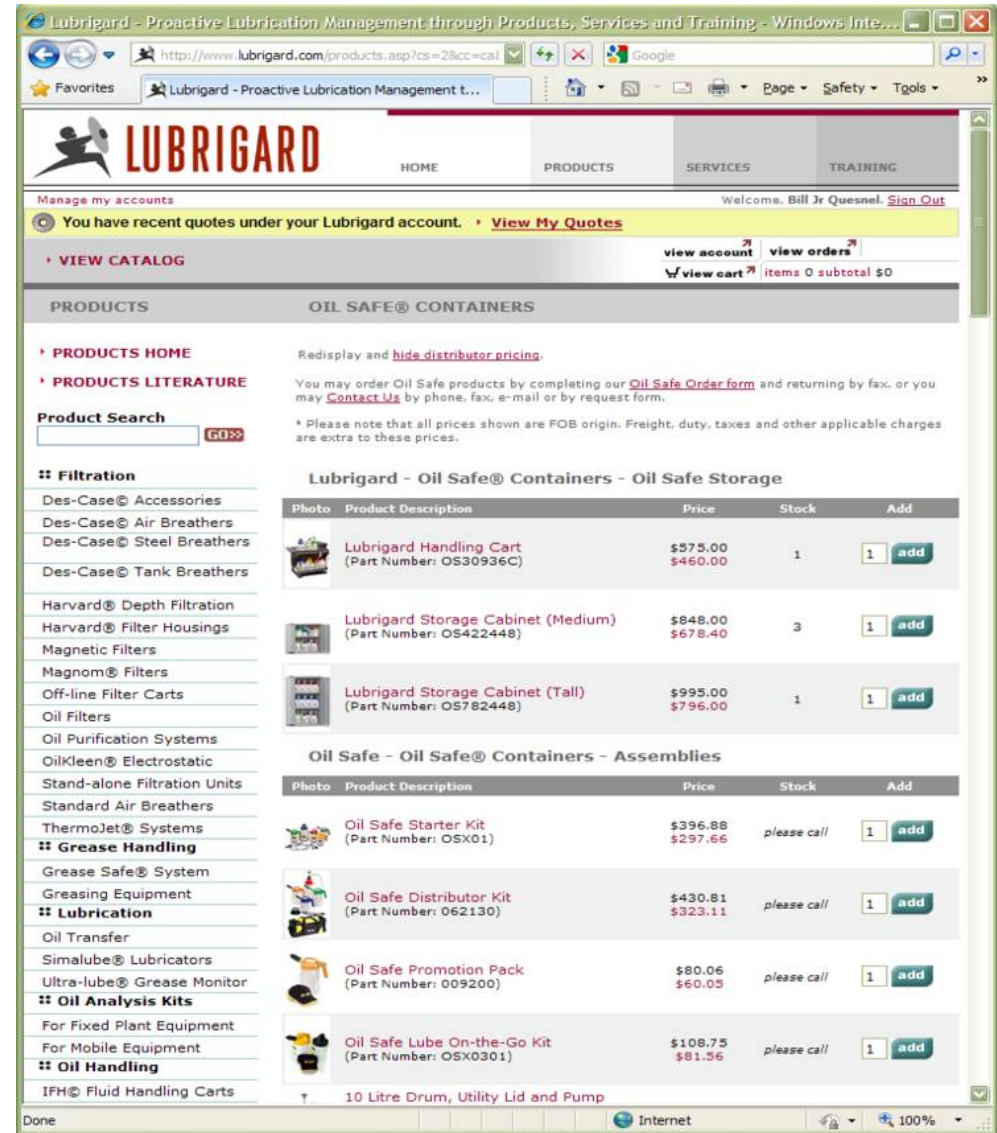 Lubrigard - Proactive Lubrication Management through Products, Services and Training - Windows Inte...
http://www.lubrigard.com/products.asp?cs=2&cc=cal
Google
Favorites
Lubrigard - Proactive Lubrication Management t...
Page
Safety
Tools
»
LUBRIGARD
HOME
PRODUCTS
SERVICES
TRAINING
Manage my accounts
Welcome, Bill Jr Quesnel. Sign Out
You have recent quotes under your Lubrigard account. View My Quotes
VIEW CATALOG
view account
view orders
view cart
items 0 subtotal $0
PRODUCTS
OIL SAFE® CONTAINERS
PRODUCTS HOME
PRODUCTS LITERATURE
Product Search
GO»
Filtration
Des-Case© Accessories
Des-Case© Air Breathers
Des-Case© Steel Breathers
Des-Case© Tank Breathers
Harvard® Depth Filtration
Harvard® Filter Housings
Magnetic Filters
Magnom® Filters
Off-line Filter Carts
Oil Filters
Oil Purification Systems
OilKleen® Electrostatic
Stand-alone Filtration Units
Standard Air Breathers
ThermoJet® Systems
Grease Handling
Grease Safe® System
Greasing Equipment
Lubrication
Oil Transfer
Simalube® Lubricators
Ultra-lube® Grease Monitor
Oil Analysis Kits
For Fixed Plant Equipment
For Mobile Equipment
Oil Handling
IFH© Fluid Handling Carts
Redisplay and hide distributor pricing.
You may order Oil Safe products by completing our Oil Safe Order form and returning by fax, or you
may Contact Us by phone, fax, e-mail or by request form.
* Please note that all prices shown are FOB origin. Freight, duty, taxes and other applicable charges
are extra to these prices.
Lubrigard - Oil Safe® Containers - Oil Safe Storage
Photo Product Description Price Stock Add
Lubrigard Handling Cart
(Part Number: OS30936C)
$575.00
$460.00
1
1 add
Lubrigard Storage Cabinet (Medium)
(Part Number: OS422448)
$848.00
$678.40
3
1 add
Lubrigard Storage Cabinet (Tall)
(Part Number: OS782448)
$995.00
$796.00
1
1 add
Oil Safe - Oil Safe® Containers - Assemblies
Photo Product Description Price Stock Add
Oil Safe Starter Kit
(Part Number: OSX01)
$396.88
$297.66
please call
1 add
Oil Safe Distributor Kit
(Part Number: 062130)
$430.81
$323.11
please call
1 add
Oil Safe Promotion Pack
(Part Number: 009200)
$80.06
$60.05
please call
1 add
Oil Safe Lube On-the-Go Kit
(Part Number: OSX0301)
$108.75
$81.56
please call
1 add
10 Litre Drum, Utility Lid and Pump
Done
Internet
100%